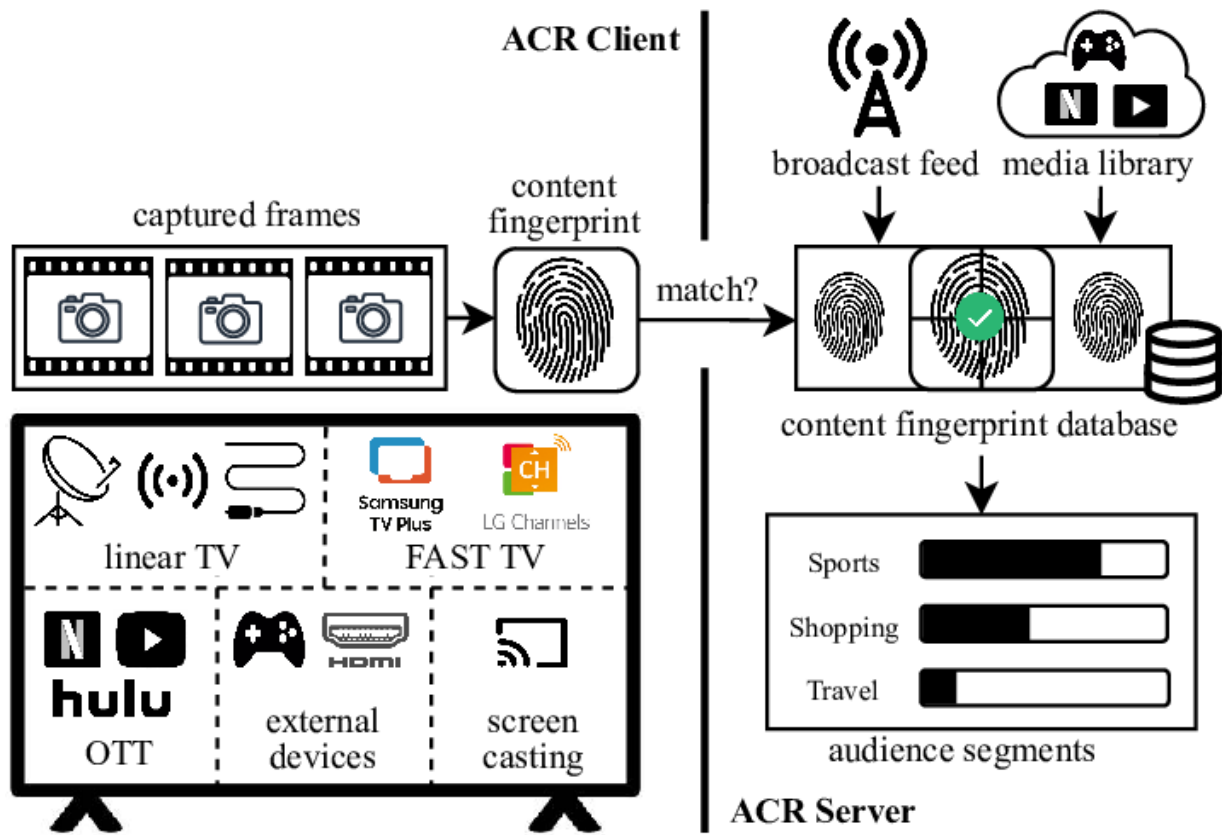 ACR Client
broadcast feed
media library
captured frames
content
fingerprint
match?
content fingerprint database
Samsung
TV Plus
CH
LG Channels
linear TV
FAST TV
N
hulu
OTT
HDMI
external
devices
screen
casting
N
Sports
Shopping
Travel
audience segments
ACR Server